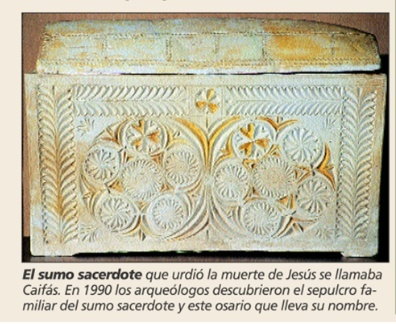 El sumo sacerdote que urdió la muerte de Jesús se llamaba
Caifás. En 1990 los arqueólogos descubrieron el sepulcro fa-
miliar del sumo sacerdote y este osario que lleva su nombre.